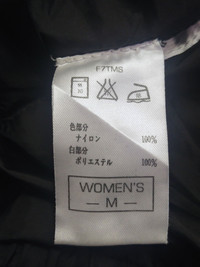 F7TMS
色部分
ナイロン 100%
白部分
ポリエステル 100%
WOMEN'S
— M —